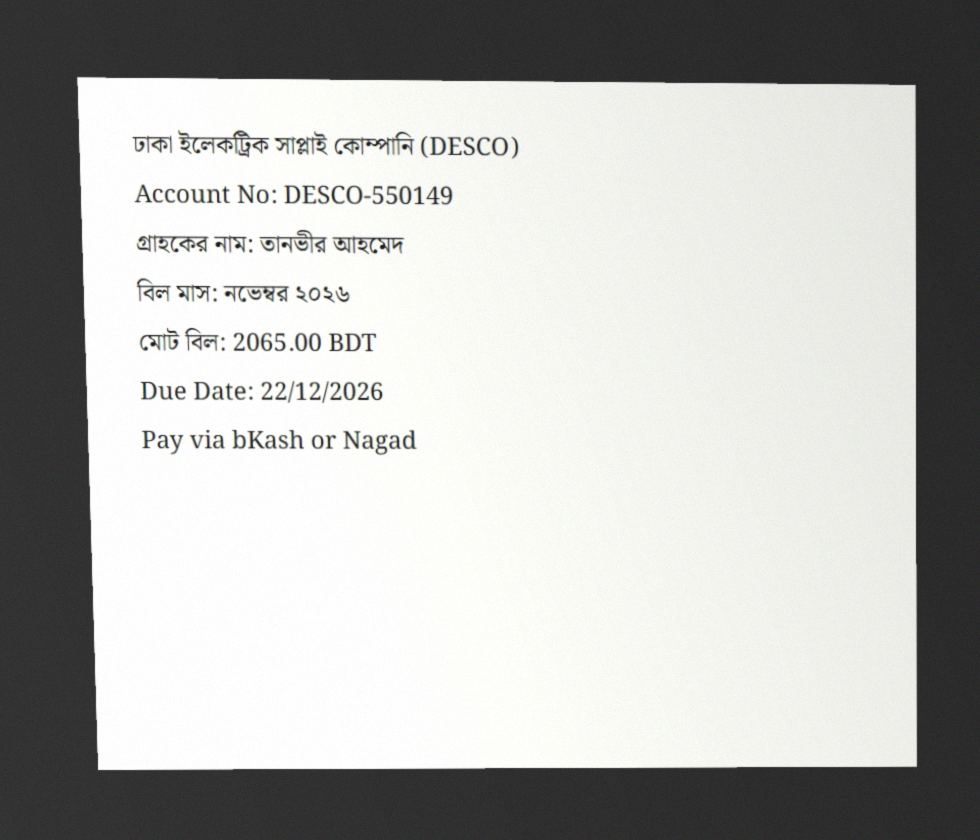 ঢাকা ইলেকট্রিক সাপ্লাই কোম্পানি (DESCO)
Account No: DESCO-550149
গ্রাহকের নাম: তানভীর আহমেদ
বিল মাস: নভেম্বর ২০২৬
মোট বিল: 2065.00 BDT
Due Date: 22/12/2026
Pay via bKash or Nagad